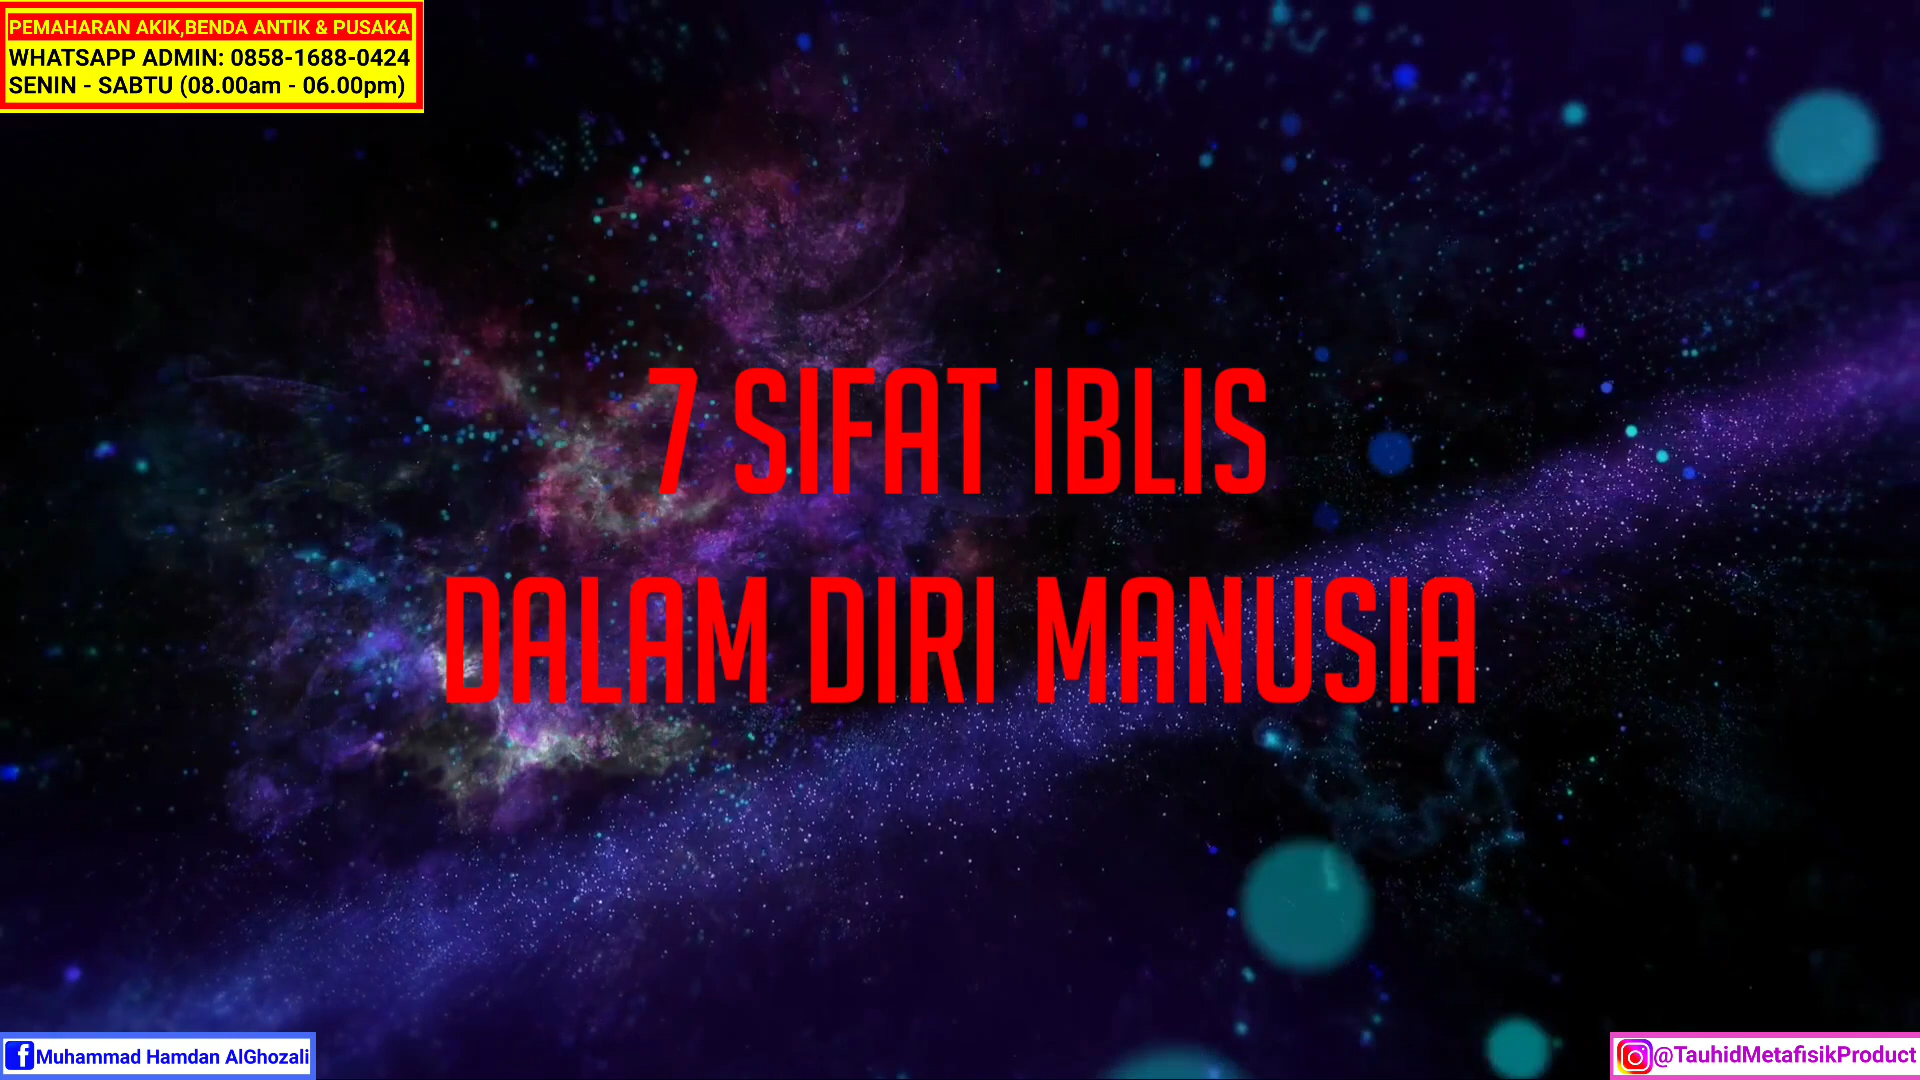 PEMAHARAN AKIK,BENDA ANTIK & PUSAKA
WHATSAPP ADMIN: 0858-1688-0424
SENIN - SABTU (08.00am - 06.00pm)
7 SIFAT IBLIS
DALAM DIRI MANUSIA
Muhammad Hamdan AlGhozali
@TauhidMetafisikProduct